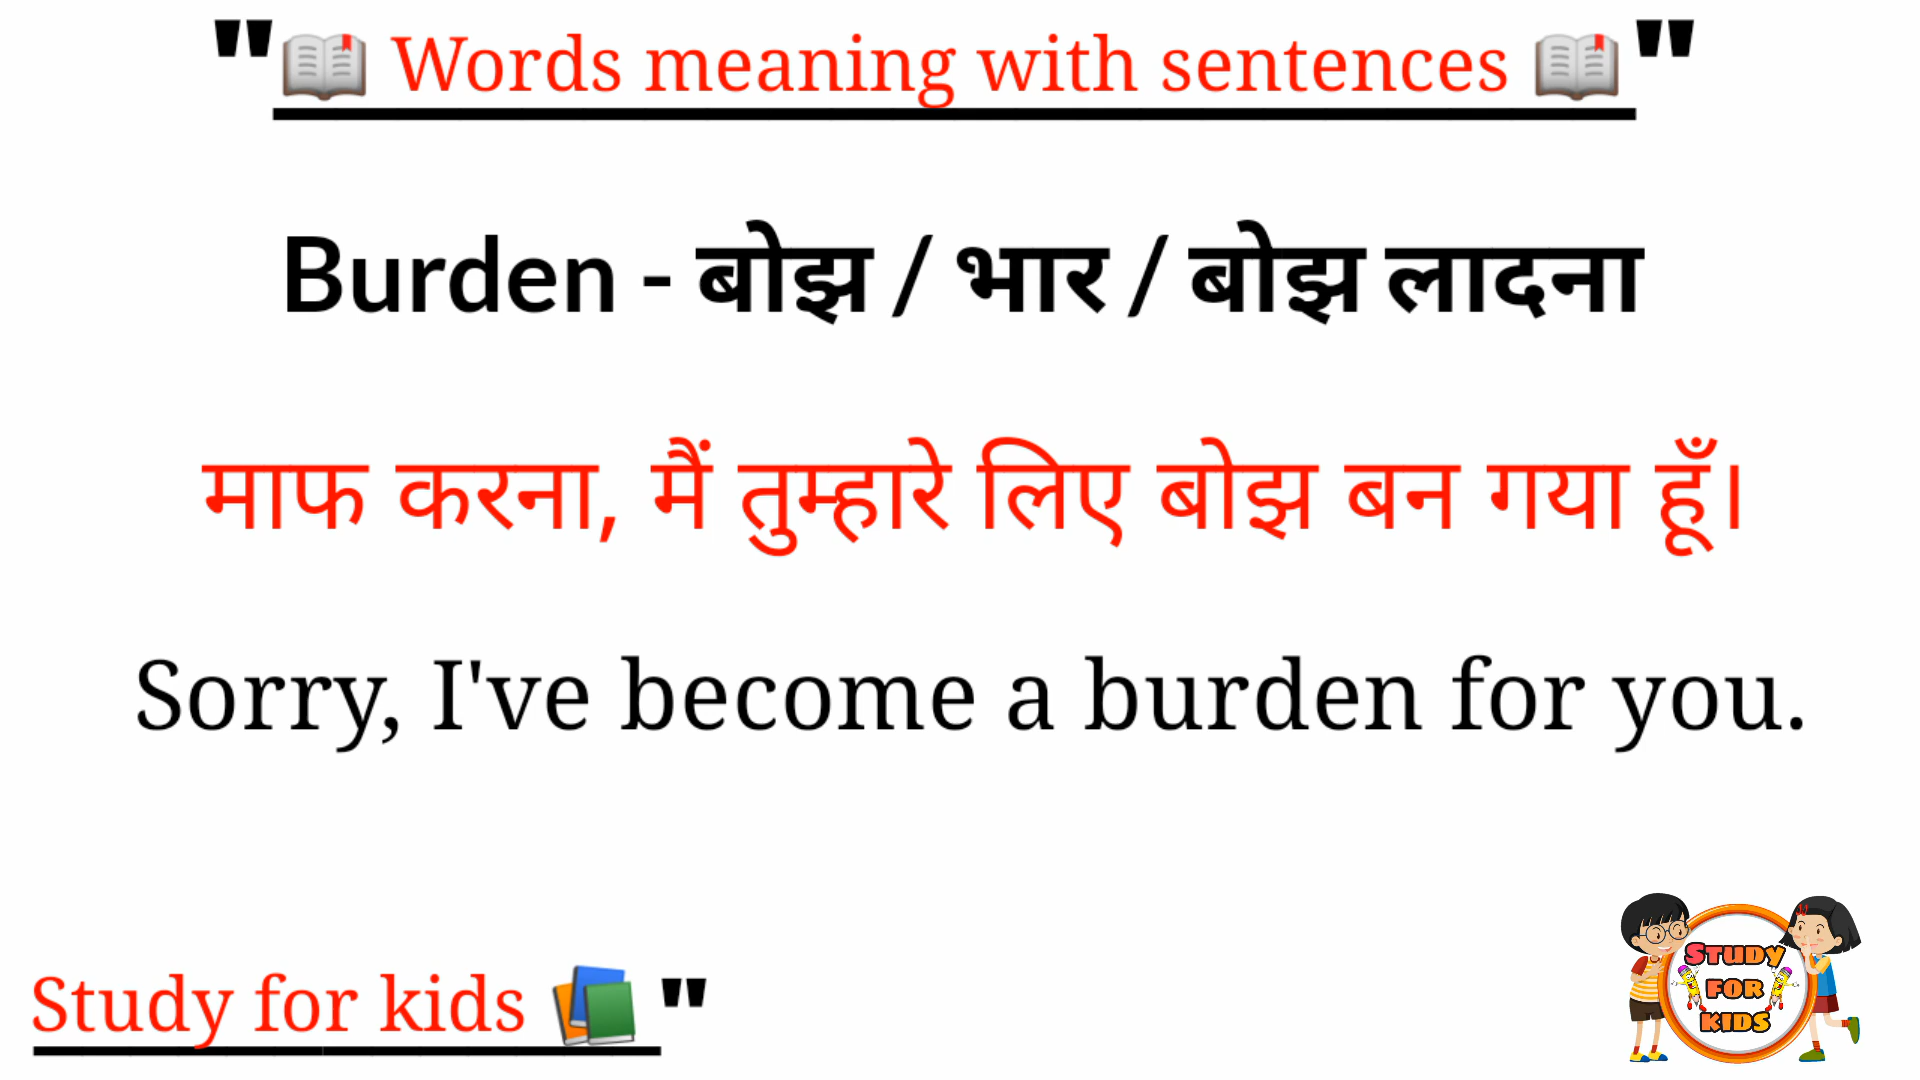 "📖 Words meaning with sentences 📖"
Burden - बोझ / भार / बोझ लादना
माफ करना, मैं तुम्हारे लिए बोझ बन गया हूँ।
Sorry, I've become a burden for you.
Study for kids 📚"
STUDY
FOR
KIDS